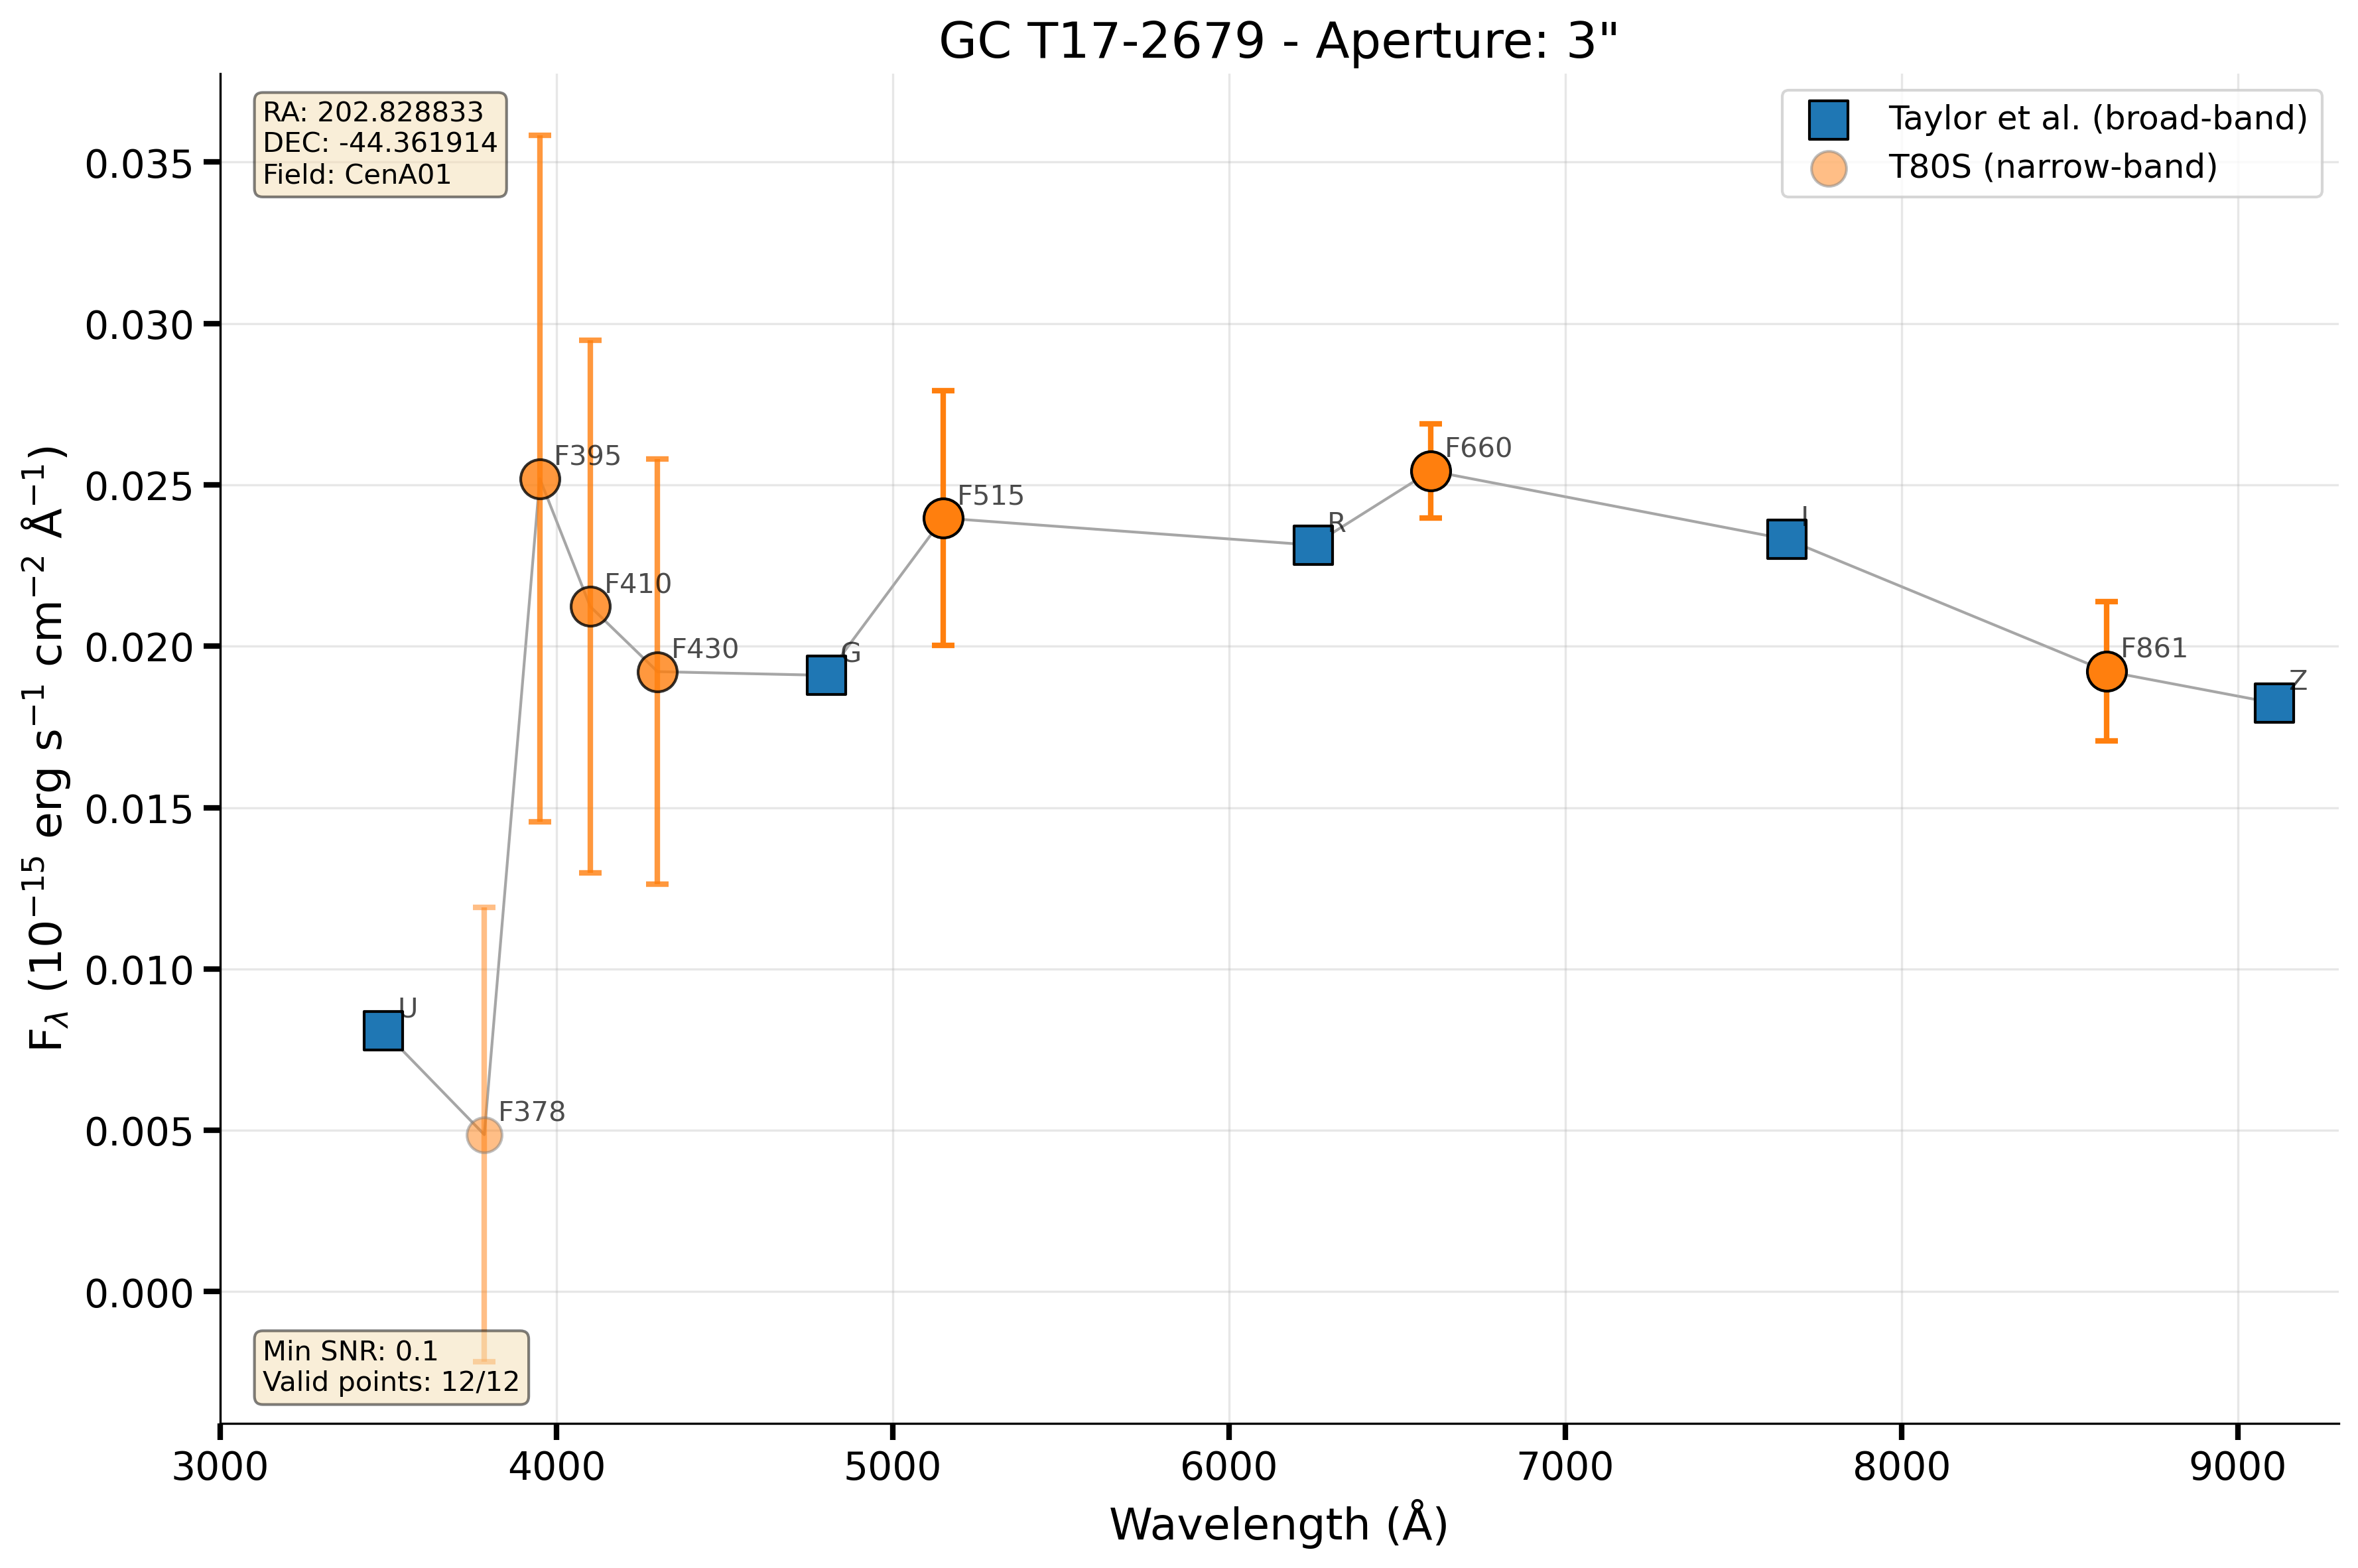 GC T17-2679 - Aperture: 3"
RA: 202.828833
DEC: -44.361914
Field: CenA01
Taylor et al. (broad-band)
T80S (narrow-band)
0.035
0.030
0.025
0.020
0.015
0.010
0.005
0.000
F_λ (10⁻¹⁵ erg s⁻¹ cm⁻² Å⁻¹)
U
F378
F395
F410
F430
G
F515
R
F660
I
F861
Z
Min SNR: 0.1
Valid points: 12/12
3000 4000 5000 6000 7000 8000 9000
Wavelength (Å)